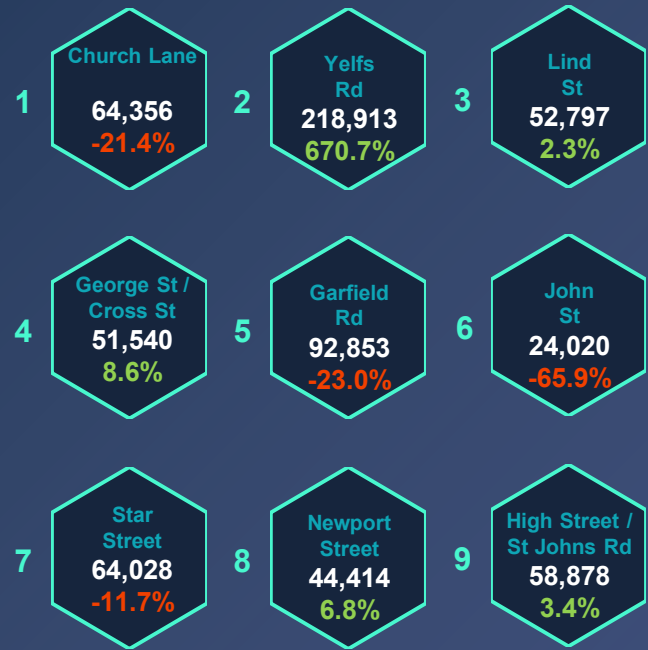 1
Church Lane
64,356
-21.4%
2
Yelfs
Rd
218,913
670.7%
3
Lind
St
52,797
2.3%
4
George St /
Cross St
51,540
8.6%
5
Garfield
Rd
92,853
-23.0%
6
John
St
24,020
-65.9%
7
Star
Street
64,028
-11.7%
8
Newport
Street
44,414
6.8%
9
High Street /
St Johns Rd
58,878
3.4%